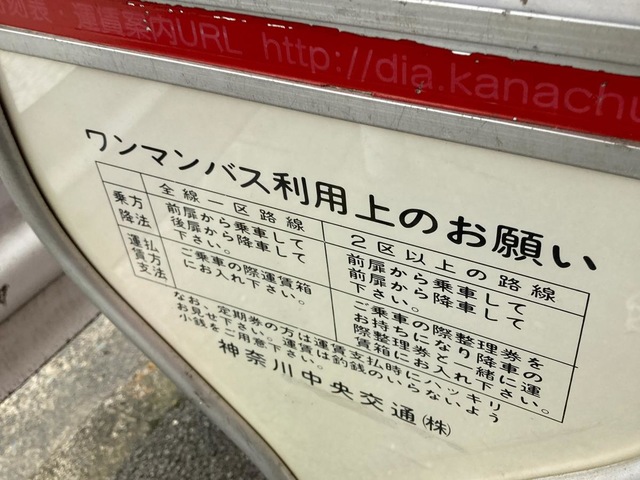 運賃案内URL http://dia.kanachu
ワンマンバス利用上のお願い
全線一区路線
2区以上の路線
乗方
降法
前扉から乗車して
後扉から降車して
下さい。
前扉から乗車して
前扉から降車して
下さい。
運払
賃方
支法
ご乗車の際運賃箱
にお入れ下さい。
ご乗車の際整理券を
お持ちになり降車の
際整理券と一緒に運
賃箱にお入れ下さい。
なお、定期券の方は運賃支払時にハッキリ
お見せ下さい。運賃は釣銭のいらないよう
小銭をご用意下さい。
神奈川中央交通㈱